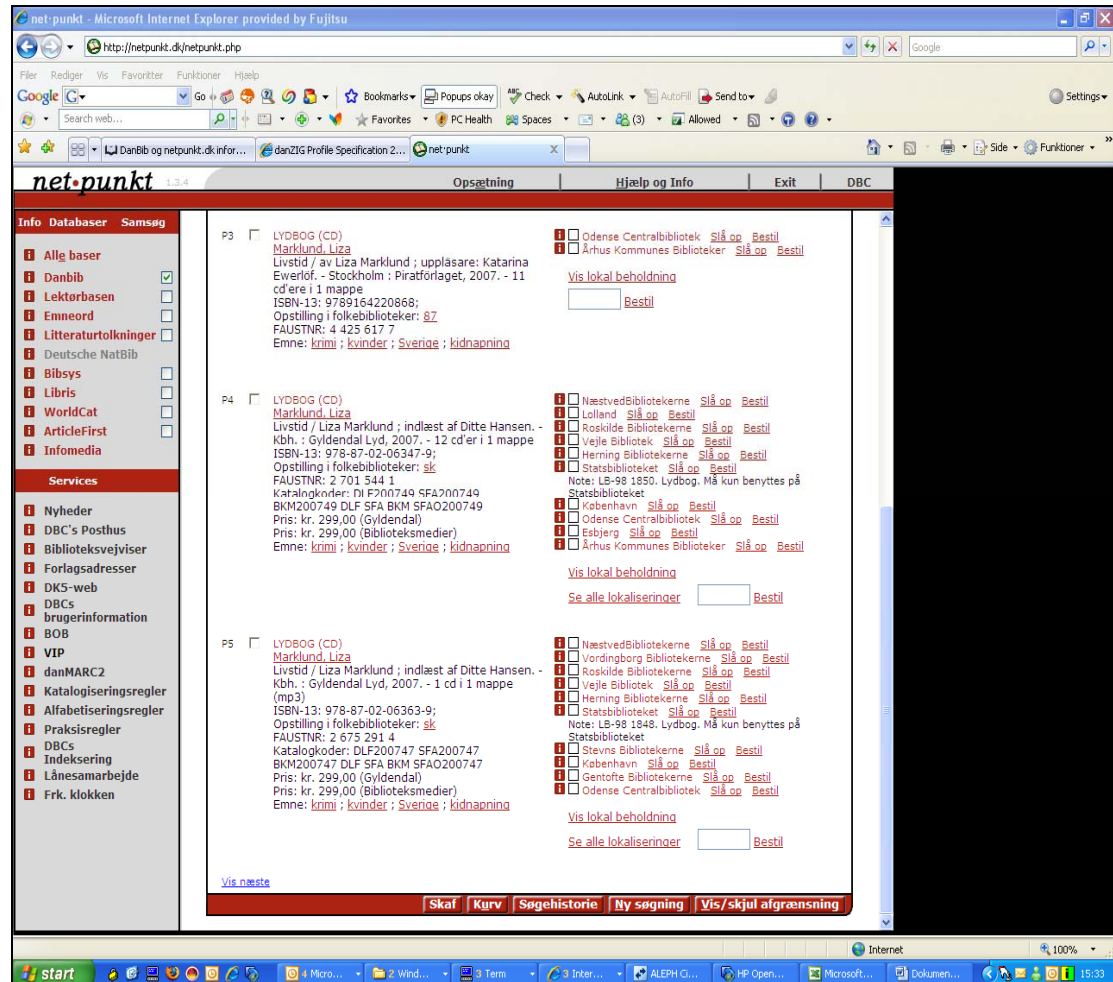 net·punkt - Microsoft Internet Explorer provided by Fujitsu
http://netpunkt.dk/netpunkt.php
Google
Filer Rediger Vis Favoritter Funktioner Hjælp
Google G Go Bookmarks Popups okay Check AutoLink AutoFill Send to Settings
Search web... Favorites PC Health Spaces (3) Allowed
DanBib og netpunkt.dk infor... danZIG Profile Specification 2... net·punkt X Side Funktioner »
net•punkt 1.3.4 Opsætning Hjælp og Info Exit DBC
Info Databaser Samsøg
Alle baser
Danbib
Lektørbasen
Emneord
Litteraturtolkninger
Deutsche NatBib
Bibsys
Libris
WorldCat
ArticleFirst
Infomedia
Services
Nyheder
DBC's Posthus
Biblioteksvejviser
Forlagsadresser
DK5-web
DBCs
brugerinformation
BOB
VIP
danMARC2
Katalogiseringsregler
Alfabetiseringsregler
Praksisregler
DBCs
Indeksering
Lånesamarbejde
Frk. klokken
P3 LYDBOG (CD)
Marklund, Liza
Livstid / av Liza Marklund ; uppläsare: Katarina
Ewerlöf. - Stockholm : Piratförlaget, 2007. - 11
cd'ere i 1 mappe
ISBN-13: 9789164220868;
Opstilling i folkebiblioteker: 87
FAUSTNR: 4 425 617 7
Emne: krimi ; kvinder ; Sverige ; kidnapning
Odense Centralbibliotek Slå op Bestil
Århus Kommunes Biblioteker Slå op Bestil
Vis lokal beholdning
Bestil
P4 LYDBOG (CD)
Marklund, Liza
Livstid / Liza Marklund ; indlæst af Ditte Hansen. -
Kbh. : Gyldendal Lyd, 2007. - 12 cd'er i 1 mappe
ISBN-13: 978-87-02-06347-9;
Opstilling i folkebiblioteker: sk
FAUSTNR: 2 701 544 1
Katalogkoder: DLF200749 SFA200749
BKM200749 DLF SFA BKM SFAO200749
Pris: kr. 299,00 (Gyldendal)
Pris: kr. 299,00 (Biblioteksmedier)
Emne: krimi ; kvinder ; Sverige ; kidnapning
NæstvedBibliotekerne Slå op Bestil
Lolland Slå op Bestil
Roskilde Bibliotekerne Slå op Bestil
Vejle Bibliotek Slå op Bestil
Herning Bibliotekerne Slå op Bestil
Statsbiblioteket Slå op Bestil
Note: LB-98 1850. Lydbog. Må kun benyttes på
Statsbiblioteket
København Slå op Bestil
Odense Centralbibliotek Slå op Bestil
Esbjerg Slå op Bestil
Århus Kommunes Biblioteker Slå op Bestil
Vis lokal beholdning
Se alle lokaliseringer Bestil
P5 LYDBOG (CD)
Marklund, Liza
Livstid / Liza Marklund ; indlæst af Ditte Hansen. -
Kbh. : Gyldendal Lyd, 2007. - 1 cd i 1 mappe
(mp3)
ISBN-13: 978-87-02-06363-9;
Opstilling i folkebiblioteker: sk
FAUSTNR: 2 675 291 4
Katalogkoder: DLF200747 SFA200747
BKM200747 DLF SFA BKM SFAO200747
Pris: kr. 299,00 (Gyldendal)
Pris: kr. 299,00 (Biblioteksmedier)
Emne: krimi ; kvinder ; Sverige ; kidnapning
NæstvedBibliotekerne Slå op Bestil
Vordingborg Bibliotekerne Slå op Bestil
Roskilde Bibliotekerne Slå op Bestil
Vejle Bibliotek Slå op Bestil
Herning Bibliotekerne Slå op Bestil
Statsbiblioteket Slå op Bestil
Note: LB-98 1848. Lydbog. Må kun benyttes på
Statsbiblioteket
Stevns Bibliotekerne Slå op Bestil
København Slå op Bestil
Gentofte Bibliotekerne Slå op Bestil
Odense Centralbibliotek Slå op Bestil
Vis lokal beholdning
Se alle lokaliseringer Bestil
Vis næste
Skaf Kurv Søgehistorie Ny søgning Vis/skjul afgrænsning
Internet 100%
start 4 Micro... 2 Wind... 3 Term 3 Inter... ALEPH Ci... HP Open... Microsoft... Dokumen... 15:33